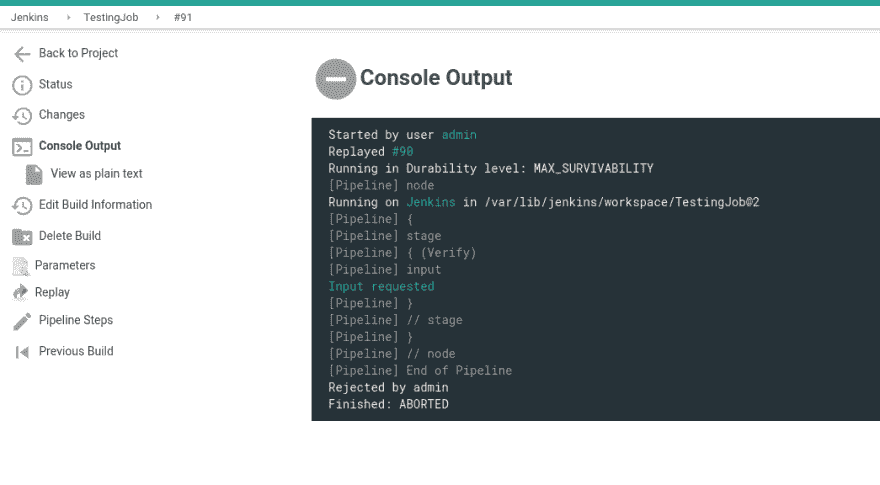 Jenkins › TestingJob › #91
Back to Project
Status
Changes
Console Output
View as plain text
Edit Build Information
Delete Build
Parameters
Replay
Pipeline Steps
Previous Build
Console Output
Started by user admin
Replayed #90
Running in Durability level: MAX_SURVIVABILITY
[Pipeline] node
Running on Jenkins in /var/lib/jenkins/workspace/TestingJob@2
[Pipeline] {
[Pipeline] stage
[Pipeline] { (Verify)
[Pipeline] input
Input requested
[Pipeline] }
[Pipeline] // stage
[Pipeline] }
[Pipeline] // node
[Pipeline] End of Pipeline
Rejected by admin
Finished: ABORTED